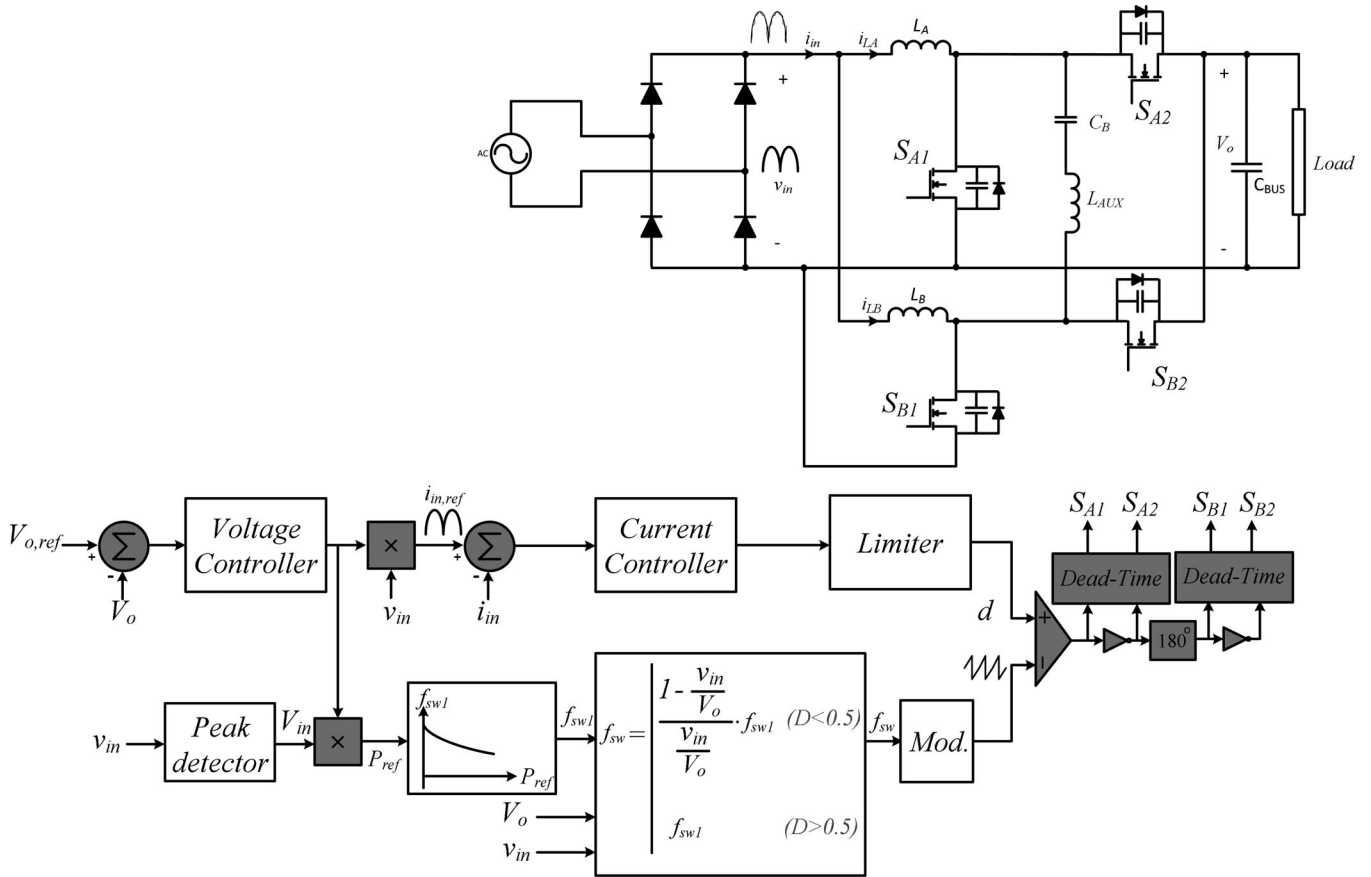 i_in
i_LA
L_A
S_A2
+
AC
v_in
-
S_A1
C_B
L_AUX
+
V_o
C_BUS
-
Load
i_LB
L_B
S_B2
S_B1
V_o,ref
+
-
Σ
V_o
Voltage
Controller
×
v_in
i_in,ref
+
-
Σ
i_in
Current
Controller
Limiter
d
+
-
S_A1
S_A2
S_B1
S_B2
Dead-Time
Dead-Time
180°
v_in
Peak
detector
V_in
×
P_ref
f_sw1
P_ref
f_sw1
V_o
v_in
f_sw = 1 - v_in/V_o / v_in/V_o · f_sw1 (D<0.5)
f_sw1 (D>0.5)
f_sw
Mod.